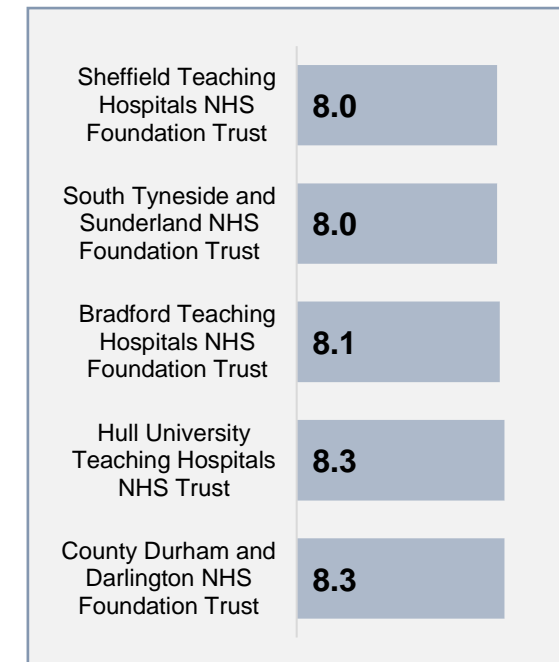 Sheffield Teaching
Hospitals NHS
Foundation Trust
8.0
South Tyneside and
Sunderland NHS
Foundation Trust
8.0
Bradford Teaching
Hospitals NHS
Foundation Trust
8.1
Hull University
Teaching Hospitals
NHS Trust
8.3
County Durham and
Darlington NHS
Foundation Trust
8.3